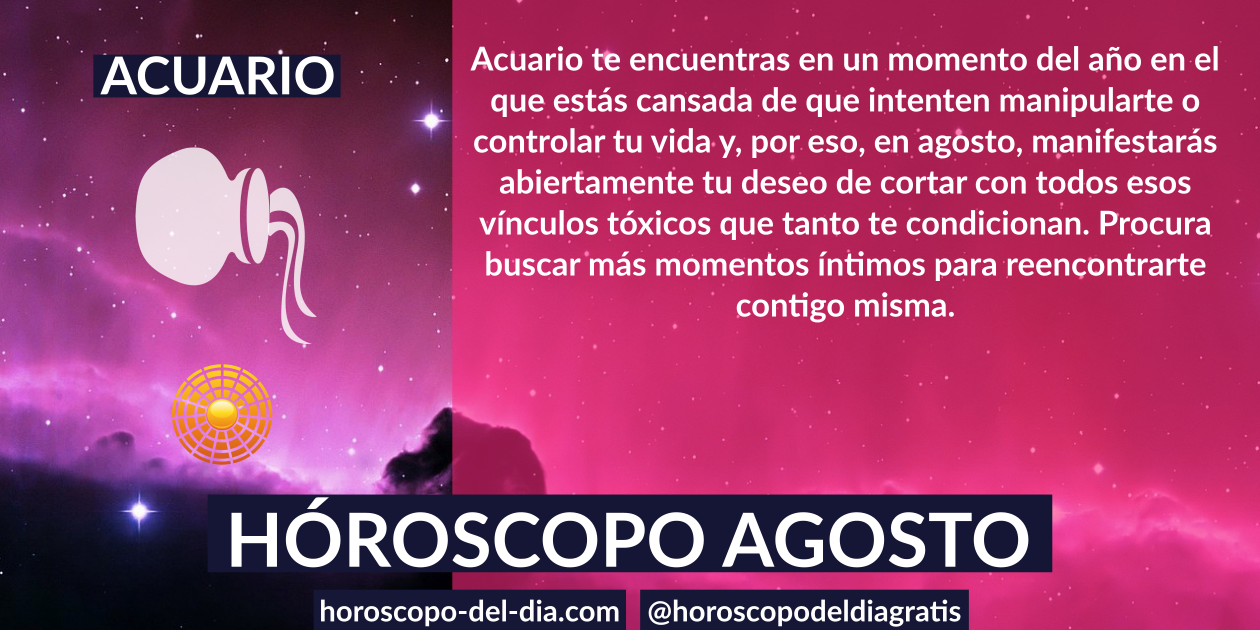 ACUARIO
Acuario te encuentras en un momento del año en el
que estás cansada de que intenten manipularte o
controlar tu vida y, por eso, en agosto, manifestarás
abiertamente tu deseo de cortar con todos esos
vínculos tóxicos que tanto te condicionan. Procura
buscar más momentos íntimos para reencontrarte
contigo misma.
HÓROSCOPO AGOSTO
horoscopo-del-dia.com
@horoscopodeldiagratis